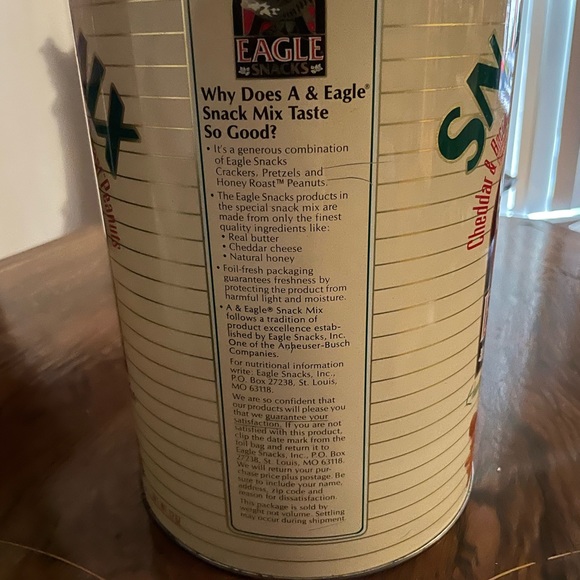 EAGLE
SNACKS
Why Does A & Eagle®
Snack Mix Taste
So Good?
• It's a generous combination
of Eagle Snacks
Crackers, Pretzels and
Honey Roast™ Peanuts.
• The Eagle Snacks products in
the special snack mix are
made from only the finest
quality ingredients like:
• Real butter
• Cheddar cheese
• Natural honey
• Foil-fresh packaging
guarantees freshness by
protecting the product from
harmful light and moisture.
• A & Eagle® Snack Mix
follows a tradition of
product excellence estab-
lished by Eagle Snacks, Inc.
One of the Anheuser-Busch
Companies.
For nutritional information
write: Eagle Snacks, Inc.,
P.O. Box 27238, St. Louis,
MO 63118.
We are so confident that
our products will please you
that we guarantee your
satisfaction. If you are not
satisfied with this product,
clip the date mark from the
foil bag and return it to
Eagle Snacks, Inc., P.O. Box
27238, St. Louis, MO 63118.
We will return your pur-
chase price plus postage. Be
sure to include your name,
address, zip code and
reason for dissatisfaction.
This package is sold by
weight not volume. Settling
may occur during shipment.
IX
Peanuts
SN
Cheddar &